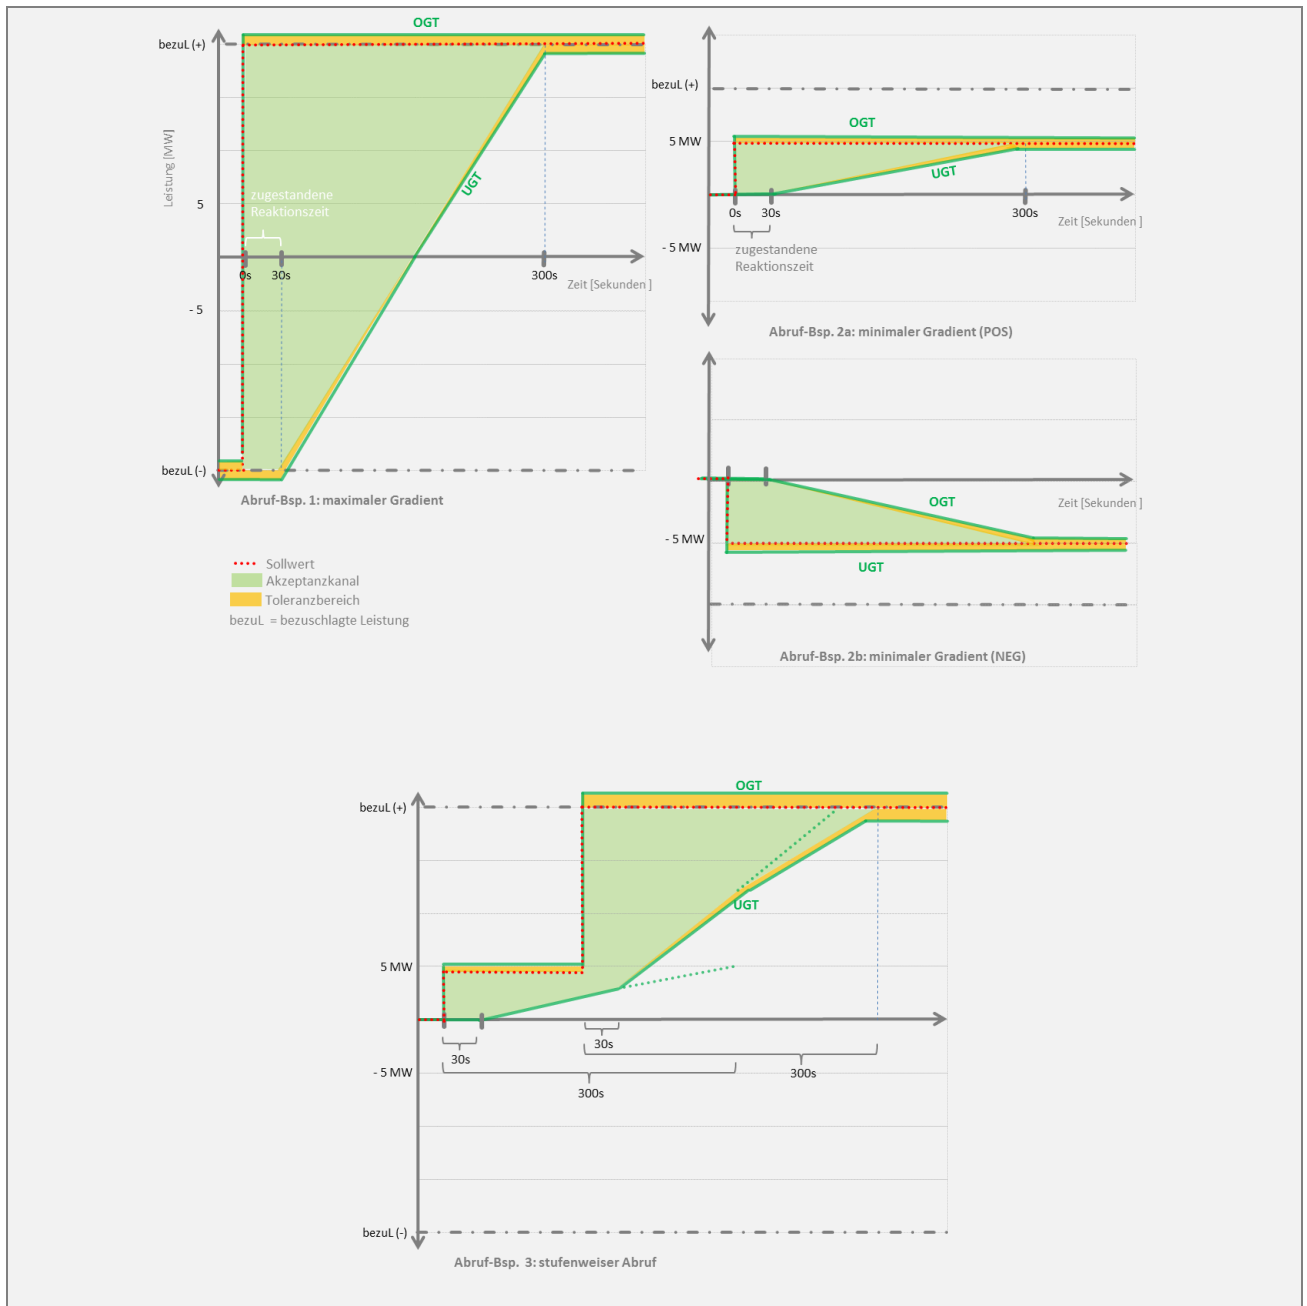 OGT
bezuL (+)
Leistung [MW]
zugestandene
Reaktionszeit
UGT
5
0s
30s
300s
Zeit [Sekunden ]
- 5
bezuL (-)
Abruf-Bsp. 1: maximaler Gradient
Sollwert
Akzeptanzkanal
Toleranzbereich
bezuL = bezuschlagte Leistung
bezuL (+)
OGT
5 MW
UGT
0s
30s
300s
Zeit [Sekunden ]
- 5 MW
zugestandene
Reaktionszeit
Abruf-Bsp. 2a: minimaler Gradient (POS)
OGT
Zeit [Sekunden ]
- 5 MW
UGT
Abruf-Bsp. 2b: minimaler Gradient (NEG)
OGT
bezuL (+)
UGT
5 MW
30s
30s
- 5 MW
300s
300s
bezuL (-)
Abruf-Bsp. 3: stufenweiser Abruf